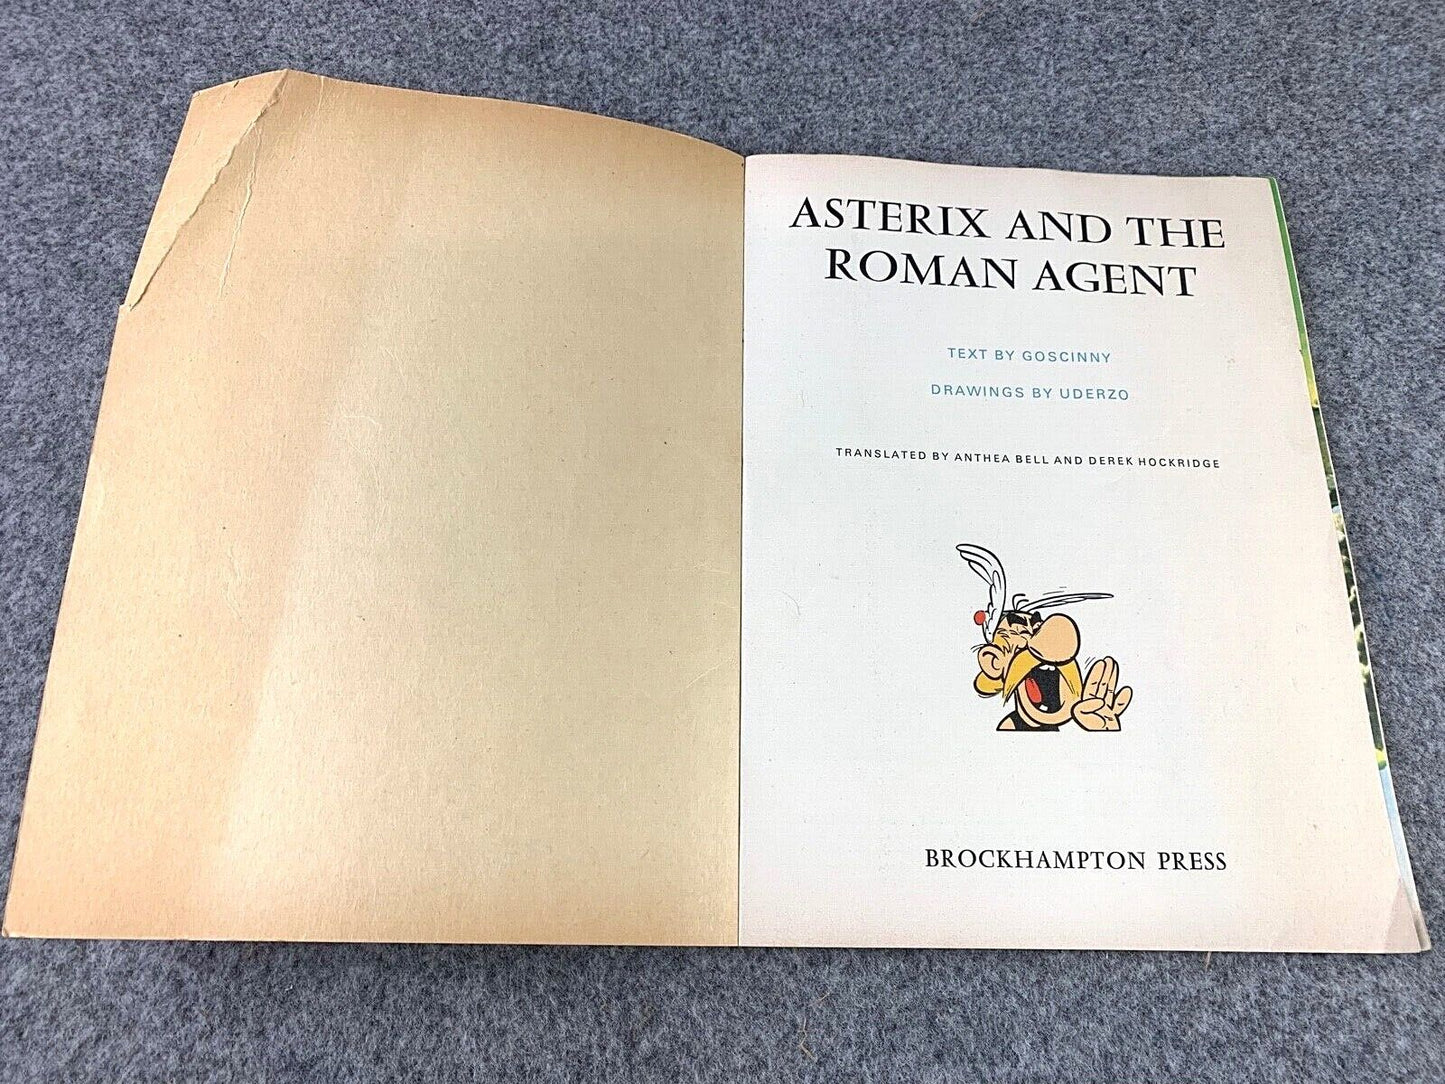 ASTERIX AND THE
ROMAN AGENT
TEXT BY GOSCINNY
DRAWINGS BY UDERZO
TRANSLATED BY ANTHEA BELL AND DEREK HOCKRIDGE
BROCKHAMPTON PRESS